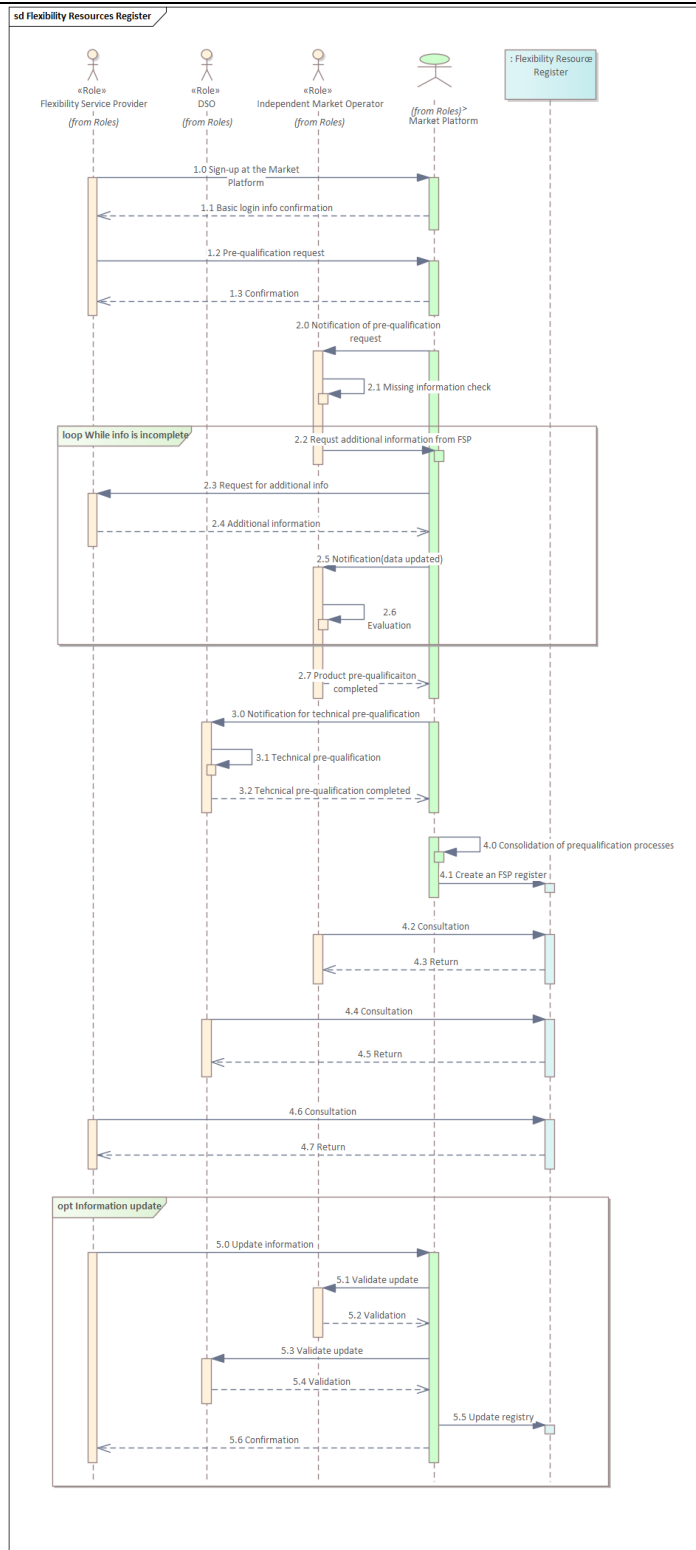 sd Flexibility Resources Register
«Role»
Flexibility Service Provider
(from Roles)
«Role»
DSO
(from Roles)
«Role»
Independent Market Operator
(from Roles)
(from Roles)>
Market Platform
: Flexibility Resource
Register
1.0 Sign-up at the Market
Platform
1.1 Basic login info confirmation
1.2 Pre-qualification request
1.3 Confirmation
2.0 Notification of pre-qualification
request
2.1 Missing information check
loop While info is incomplete
2.2 Requst additional information from FSP
2.3 Request for additional info
2.4 Additional information
2.5 Notification(data updated)
2.6
Evaluation
2.7 Product pre-qualificaiton
completed
3.0 Notification for technical pre-qualification
3.1 Technical pre-qualification
3.2 Tehcnical pre-qualification completed
4.0 Consolidation of prequalification processes
4.1 Create an FSP register
4.2 Consultation
4.3 Return
4.4 Consultation
4.5 Return
4.6 Consultation
4.7 Return
opt Information update
5.0 Update information
5.1 Validate update
5.2 Validation
5.3 Validate update
5.4 Validation
5.5 Update registry
5.6 Confirmation